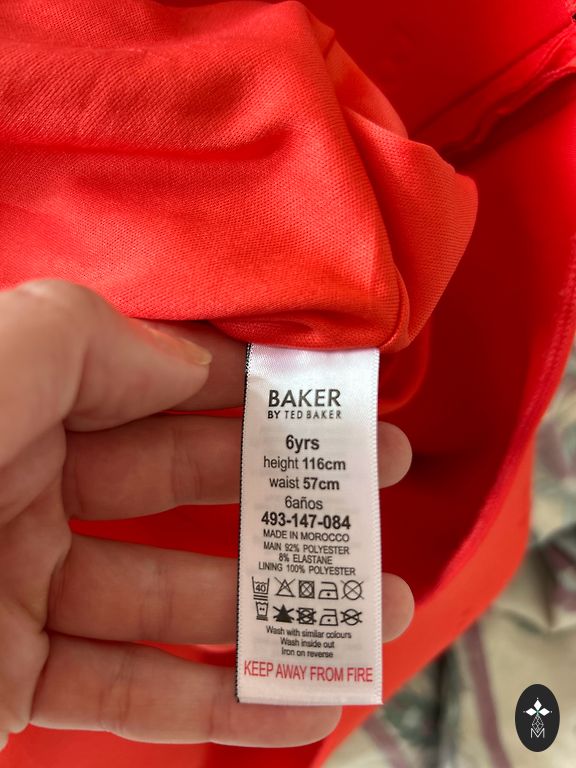 BAKER
BY TED BAKER
6yrs
height 116cm
waist 57cm
6años
493-147-084
MADE IN MOROCCO
MAIN 92% POLYESTER
8% ELASTANE
LINING 100% POLYESTER
40
Wash with similar colours
Wash inside out
Iron on reverse
KEEP AWAY FROM FIRE
M